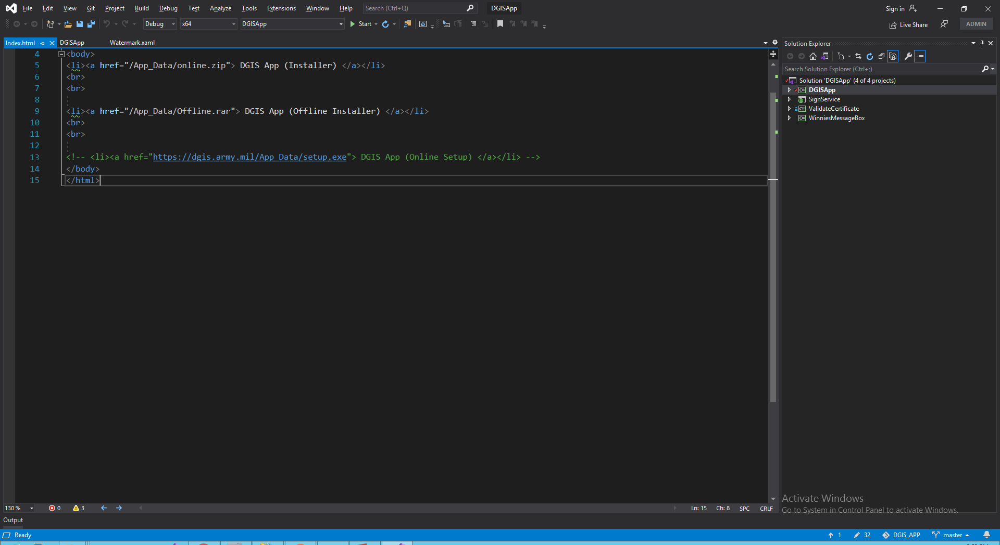 File Edit View Git Project Build Debug Test Analyze Tools Extensions Window Help Search (Ctrl+Q) DGISApp Sign in
Debug x64 DGISApp Start Live Share ADMIN
Index.html DGISApp Watermark.xaml
4 <body>
5 <li><a href="/App_Data/online.zip"> DGIS App (Installer) </a></li>
6 <br>
7 <br>
8
9 <li><a href="/App_Data/Offline.rar"> DGIS App (Offline Installer) </a></li>
10 <br>
11 <br>
12
13 <!-- <li><a href="https://dgis.army.mil/App_Data/setup.exe"> DGIS App (Online Setup) </a></li> -->
14 </body>
15 </html>
130 % 0 3 Ln: 15 Ch: 8 SPC CRLF
Output
Solution Explorer
Search Solution Explorer (Ctrl+;)
Solution 'DGISApp' (4 of 4 projects)
DGISApp
SignService
ValidateCertificate
WinniesMessageBox
Activate Windows
Go to System in Control Panel to activate Windows.
Ready 1 32 DGIS_APP master